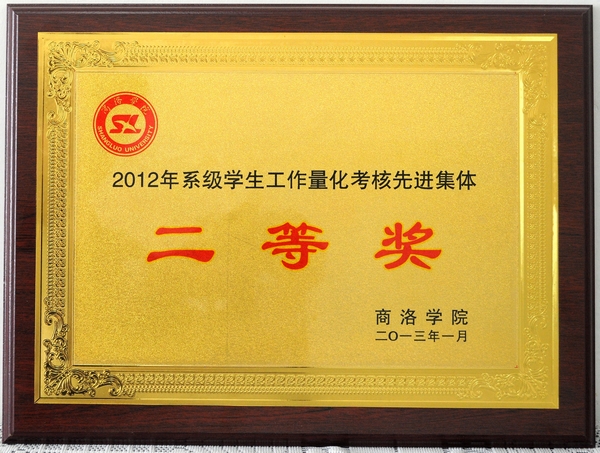 商洛学院
SHANGLUO UNIVERSITY
2012年系级学生工作量化考核先进集体
二等奖
商洛学院
二〇一三年一月